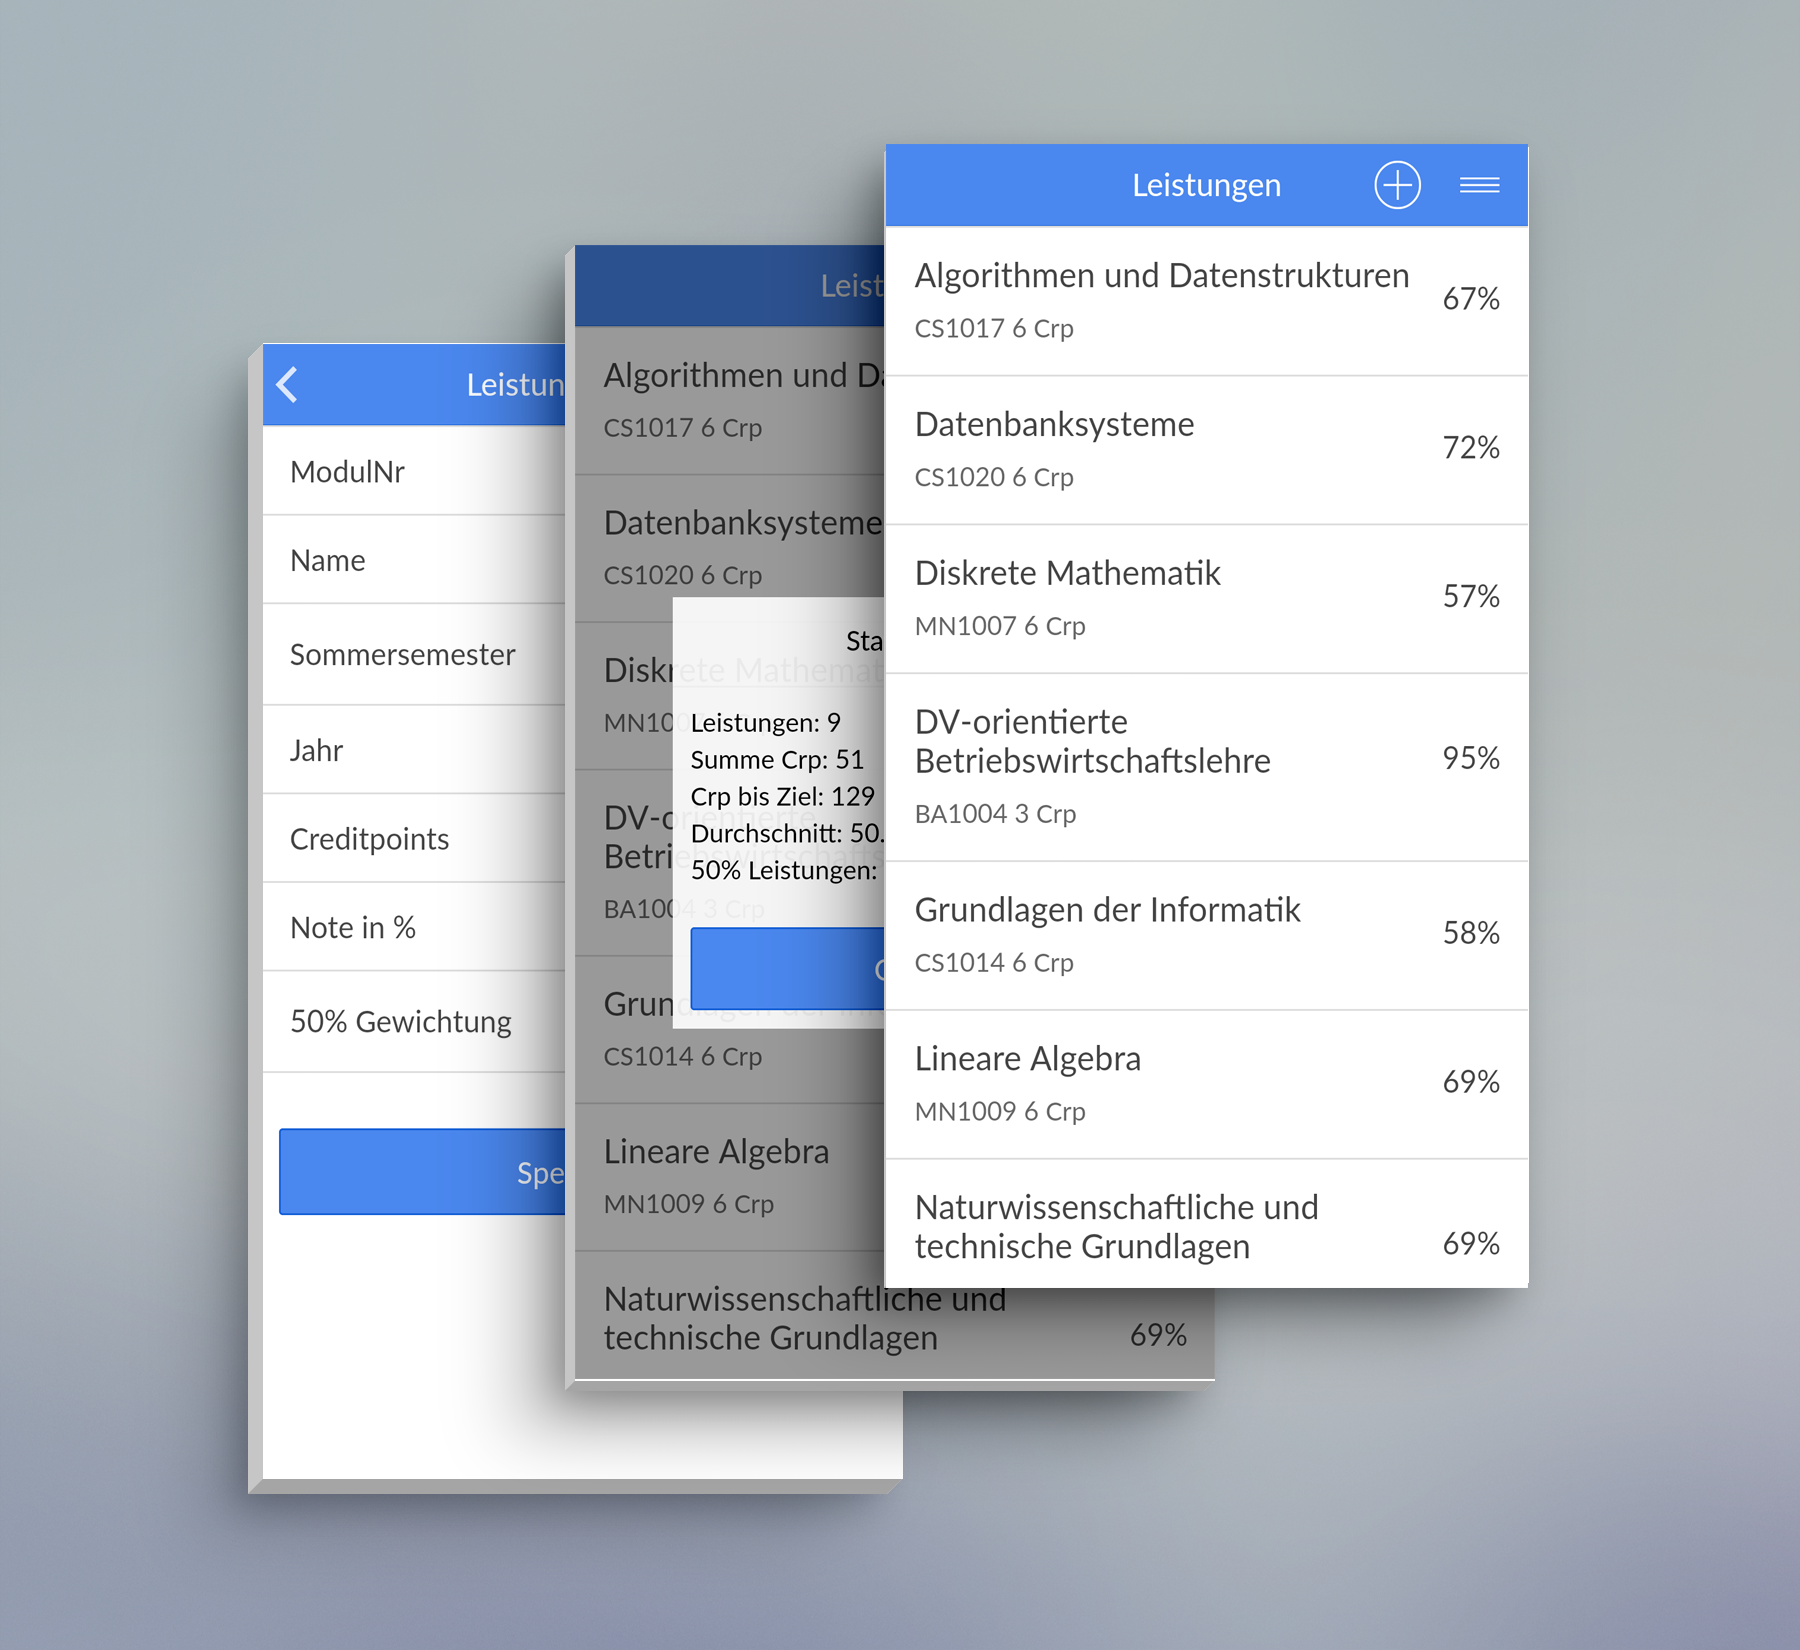 Leistungen
Algorithmen und Datenstrukturen
67%
CS1017 6 Crp
Datenbanksysteme
72%
CS1020 6 Crp
Diskrete Mathematik
57%
MN1007 6 Crp
DV-orientierte
Betriebswirtschaftslehre
95%
BA1004 3 Crp
Grundlagen der Informatik
58%
CS1014 6 Crp
Lineare Algebra
69%
MN1009 6 Crp
Naturwissenschaftliche und
technische Grundlagen
69%
Leist
Algorithmen und Da
CS1017 6 Crp
Datenbanksysteme
CS1020 6 Crp
Diskrete Mathemat
MN100
DV-orientierte
Betriebswirtschafts
BA1004 3 Crp
Grundlagen der Inf
CS1014 6 Crp
Lineare Algebra
MN1009 6 Crp
Naturwissenschaftliche und
technische Grundlagen
69%
Sta
Leistungen: 9
Summe Crp: 51
Crp bis Ziel: 129
Durchschnitt: 50.
50% Leistungen:
Leistun
ModulNr
Name
Sommersemester
Jahr
Creditpoints
Note in %
50% Gewichtung
Spe